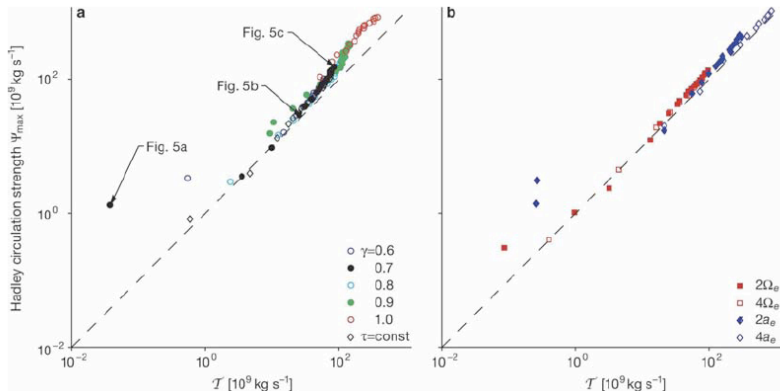 a
b
Hadley circulation strength Ψmax [10⁹ kg s⁻¹]
10²
10⁰
10⁻²
Fig. 5c
Fig. 5b
Fig. 5a
γ=0.6
0.7
0.8
0.9
1.0
τ=const
2Ωe
4Ωe
2ae
4ae
10⁻² 10⁰ 10²
10⁻² 10⁰ 10²
𝒯 [10⁹ kg s⁻¹]
𝒯 [10⁹ kg s⁻¹]